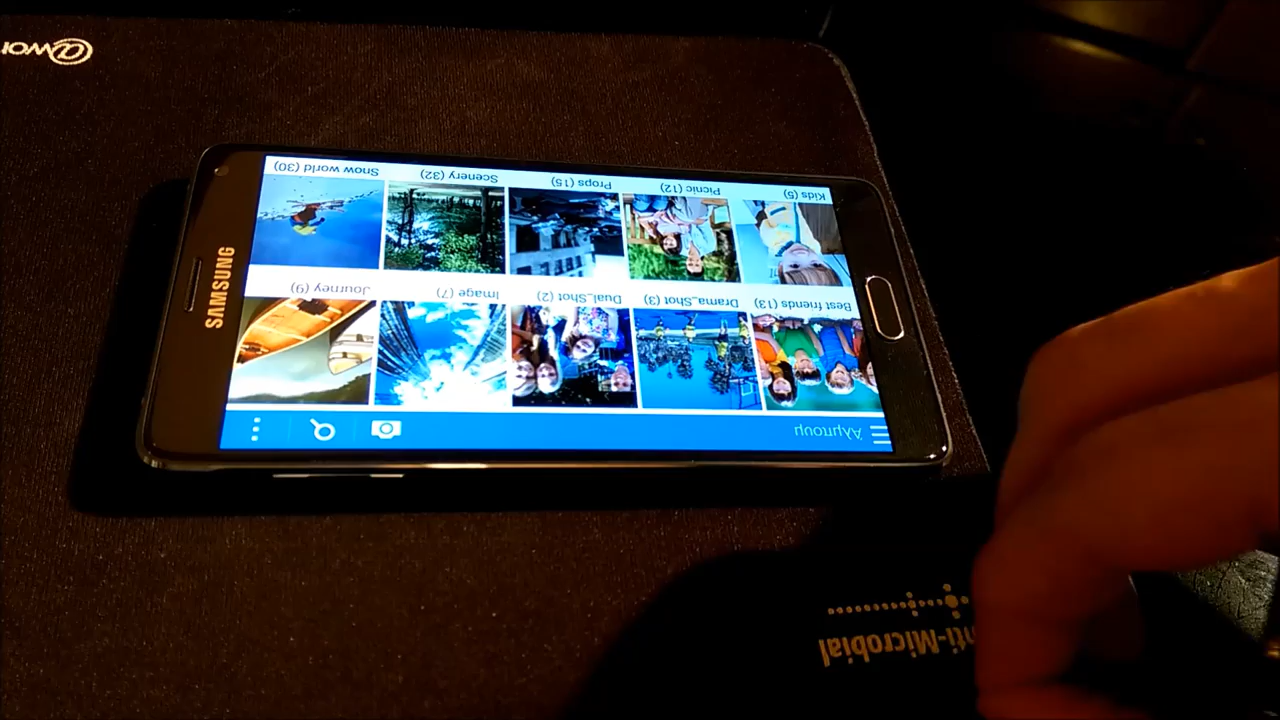 nti-Microbial
Άλμπουμ
Best friends (13)
Drama_Shot (3)
Dual_Shot (2)
Image (7)
Journey (9)
Kids (5)
Picnic (12)
Props (15)
Scenery (32)
Snow world (30)
SAMSUNG